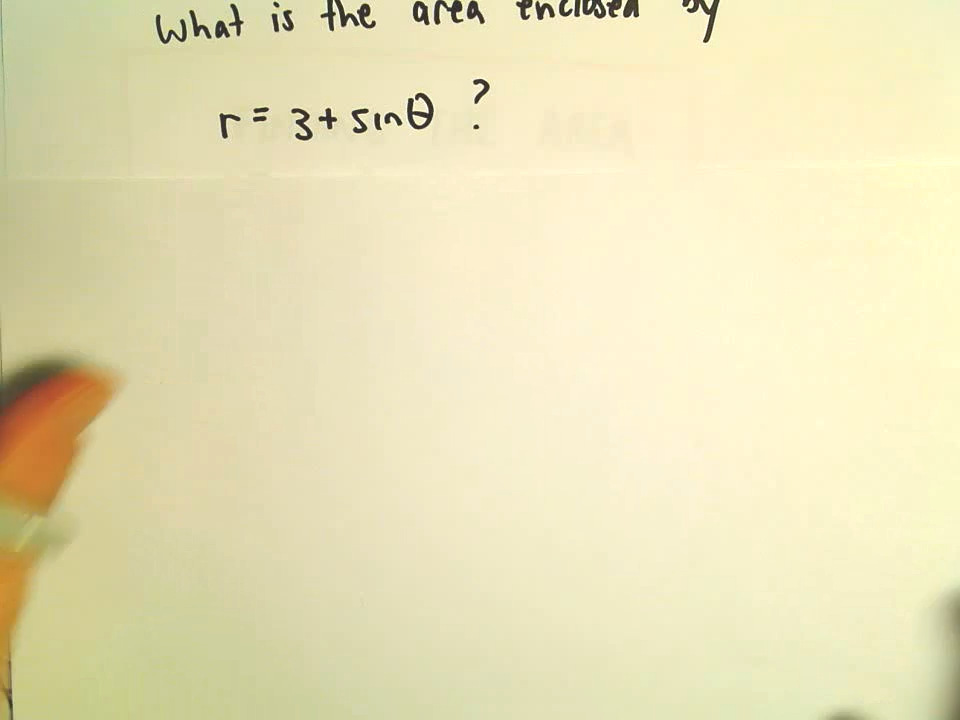 What is the area enclosed by
r = 3 + sinθ ?